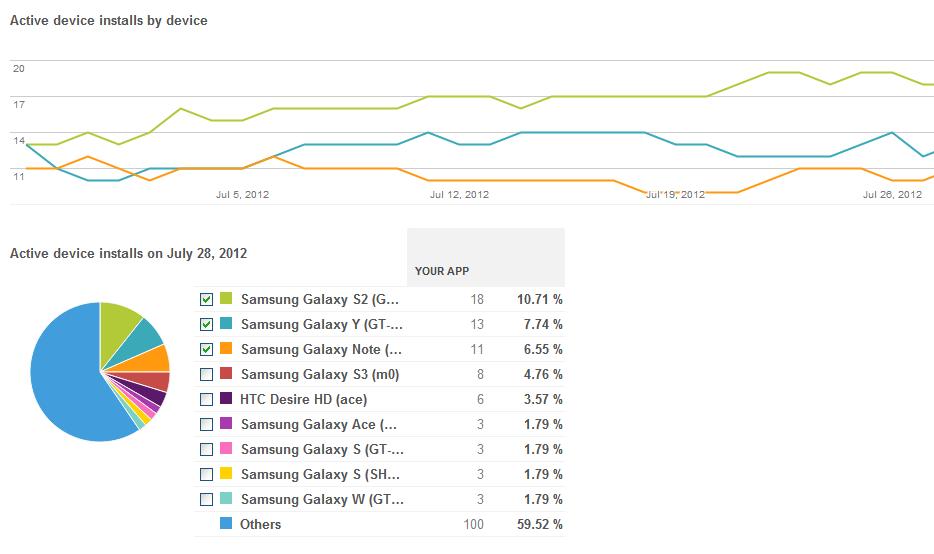 Active device installs by device
20
17
14
11
Jul 5, 2012
Jul 12, 2012
Jul 19, 2012
Jul 26, 2012
Active device installs on July 28, 2012
YOUR APP
Samsung Galaxy S2 (G... 18 10.71 %
Samsung Galaxy Y (GT-... 13 7.74 %
Samsung Galaxy Note (... 11 6.55 %
Samsung Galaxy S3 (m0) 8 4.76 %
HTC Desire HD (ace) 6 3.57 %
Samsung Galaxy Ace (... 3 1.79 %
Samsung Galaxy S (GT-... 3 1.79 %
Samsung Galaxy S (SH... 3 1.79 %
Samsung Galaxy W (GT... 3 1.79 %
Others 100 59.52 %